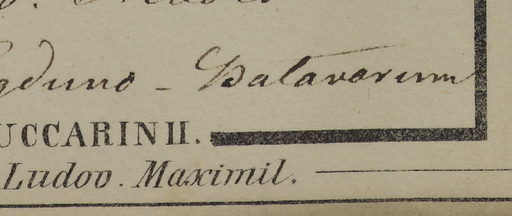 gduno - Batavorum
UCCARINII.
Ludov. Maximil.